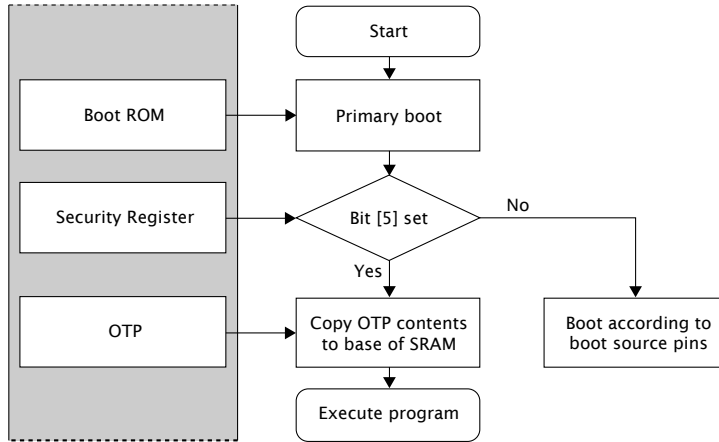 Start
Boot ROM
Primary boot
Security Register
Bit [5] set
No
Yes
OTP
Copy OTP contents
to base of SRAM
Boot according to
boot source pins
Execute program